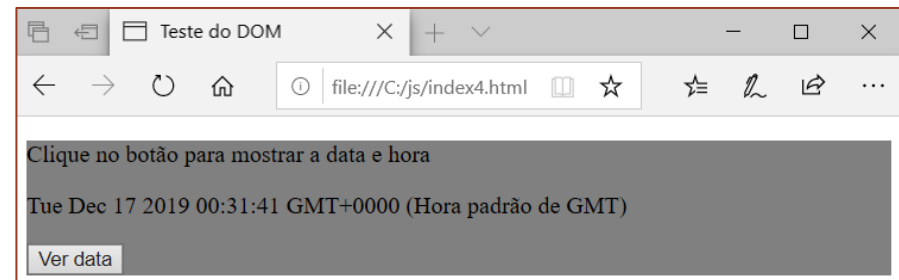 Teste do DOM
file:///C:/js/index4.html
Clique no botão para mostrar a data e hora
Tue Dec 17 2019 00:31:41 GMT+0000 (Hora padrão de GMT)
Ver data